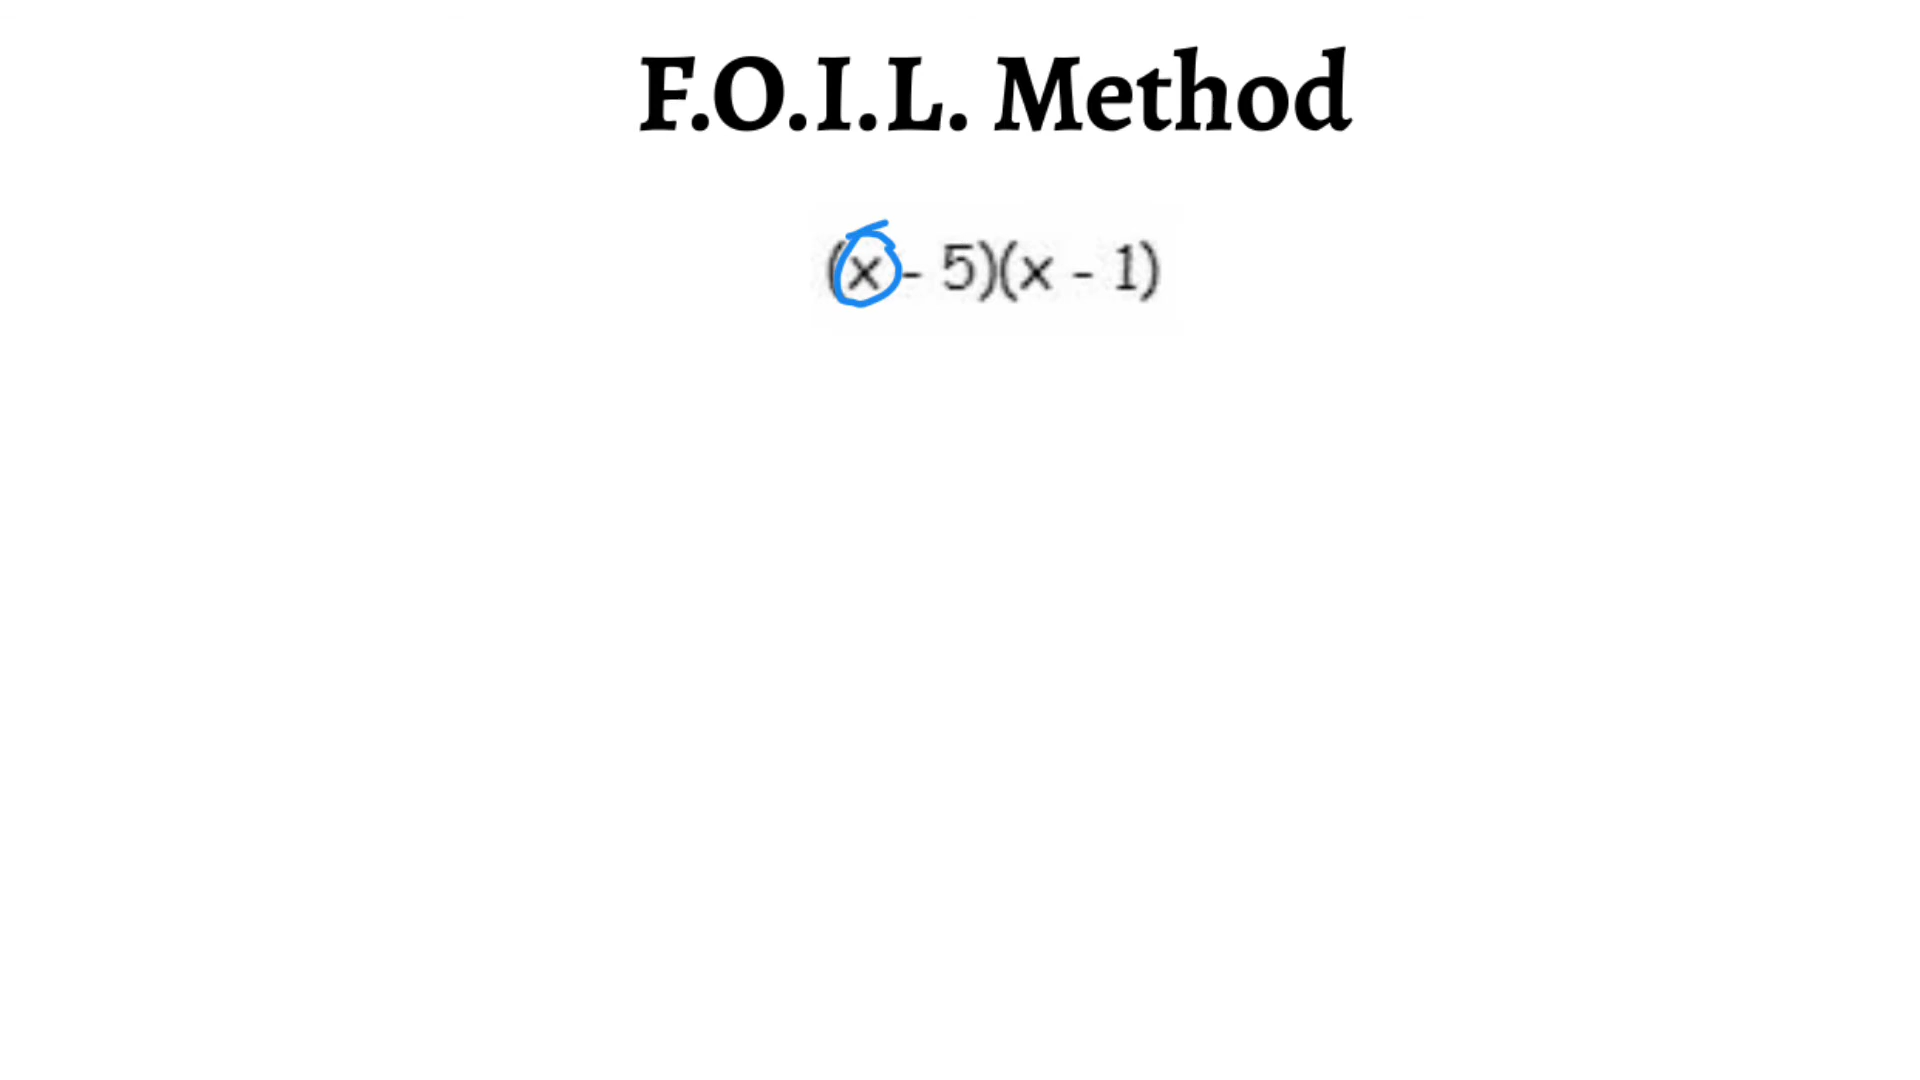 F.O.I.L. Method
(x - 5)(x - 1)